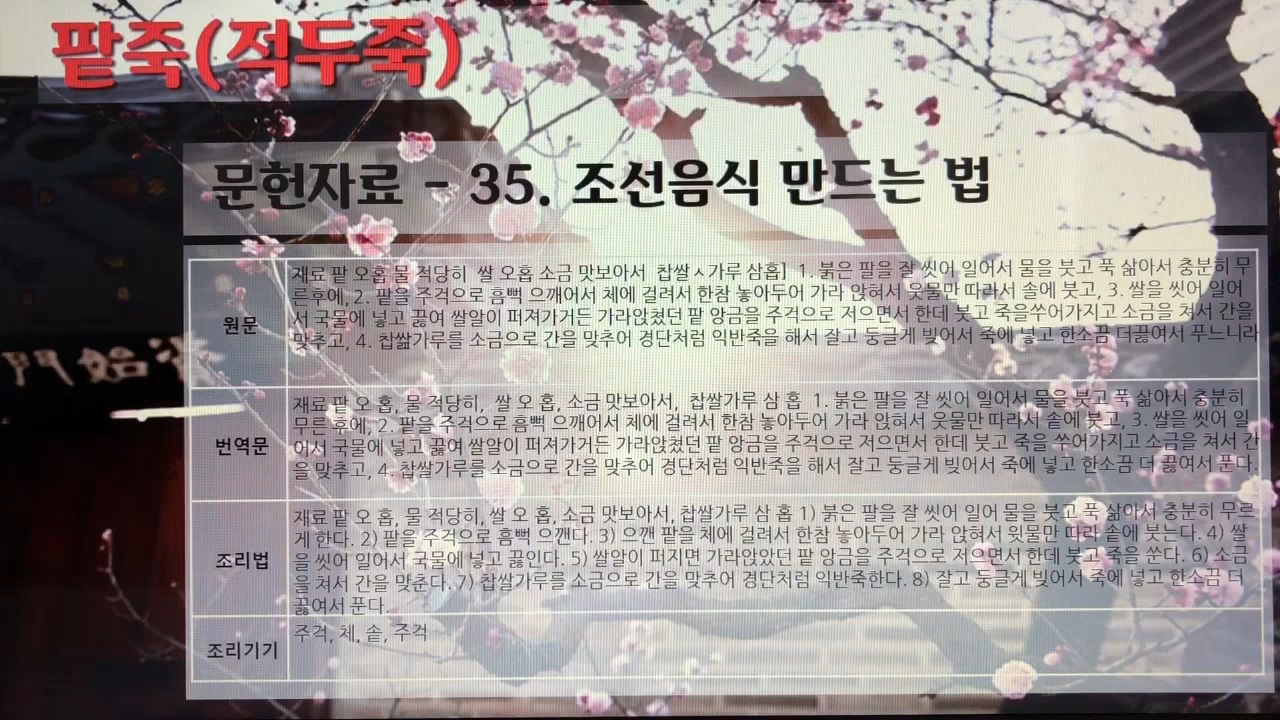 팥죽(적두죽)
문헌자료 - 35. 조선음식 만드는 법
원문
재료 팥 오홉 물 적당히 쌀 오홉 소금 맛보아서 찹쌀ㅅ가루 삼홉] 1. 붉은 팥을 잘 씻어 일어서 물을 붓고 푹 삶아서 충분히 무
른후에, 2. 팥을 주걱으로 흠뻑 으깨어서 체에 걸려서 한참 놓아두어 가라 앉혀서 웃물만 따라서 솥에 붓고, 3. 쌀을 씻어 일어
서 국물에 넣고 끓여 쌀알이 퍼져가거든 가라앉쳤던 팥 앙금을 주걱으로 저으면서 한데 붓고 죽을쑤어가지고 소금을 쳐서 간을
맞추고, 4. 찹쌂가루를 소금으로 간을 맞추어 경단처럼 익반죽을 해서 잘고 둥글게 빚어서 죽에 넣고 한소끔 더끓여서 푸느니라
번역문
재료 팥 오 홉, 물 적당히, 쌀 오 홉, 소금 맛보아서, 찹쌀가루 삼 홉 1. 붉은 팥을 잘 씻어 일어서 물을 붓고 푹 삶아서 충분히
무른 후에, 2. 팥을 주걱으로 흠뻑 으깨어서 체에 걸러서 한참 놓아두어 가라 앉혀서 웃물만 따라서 솥에 붓고, 3. 쌀을 씻어 일
어서 국물에 넣고 끓여 쌀알이 퍼져가거든 가라앉혔던 팥 앙금을 주걱으로 저으면서 한데 붓고 죽을 쑤어가지고 소금을 쳐서 간
을 맞추고, 4. 찹쌀가루를 소금으로 간을 맞추어 경단처럼 익반죽을 해서 잘고 둥글게 빚어서 죽에 넣고 한소끔 더 끓여서 푼다.
조리법
재료 팥 오 홉, 물 적당히, 쌀 오 홉, 소금 맛보아서, 찹쌀가루 삼 홉 1) 붉은 팥을 잘 씻어 일어 물을 붓고 푹 삶아서 충분히 무르
게 한다. 2) 팥을 주걱으로 흠뻑 으깬다. 3) 으깬 팥을 체에 걸러서 한참 놓아두어 가라 앉혀서 윗물만 따라 솥에 붓는다. 4) 쌀
을 씻어 일어서 국물에 넣고 끓인다. 5) 쌀알이 퍼지면 가라앉았던 팥 앙금을 주걱으로 저으면서 한데 붓고 죽을 쑨다. 6) 소금
을 쳐서 간을 맞춘다. 7) 찹쌀가루를 소금으로 간을 맞추어 경단처럼 익반죽한다. 8) 잘고 둥글게 빚어서 죽에 넣고 한소끔 더
끓여서 푼다.
조리기기
주걱, 체, 솥, 주걱